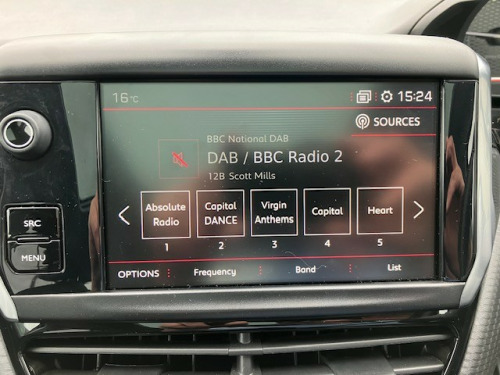 16°C 15:24
SOURCES
BBC National DAB
DAB / BBC Radio 2
12B Scott Mills
Absolute Radio
Capital DANCE
Virgin Anthems
Capital
Heart
1 2 3 4 5
SRC
MENU
OPTIONS Frequency Band List